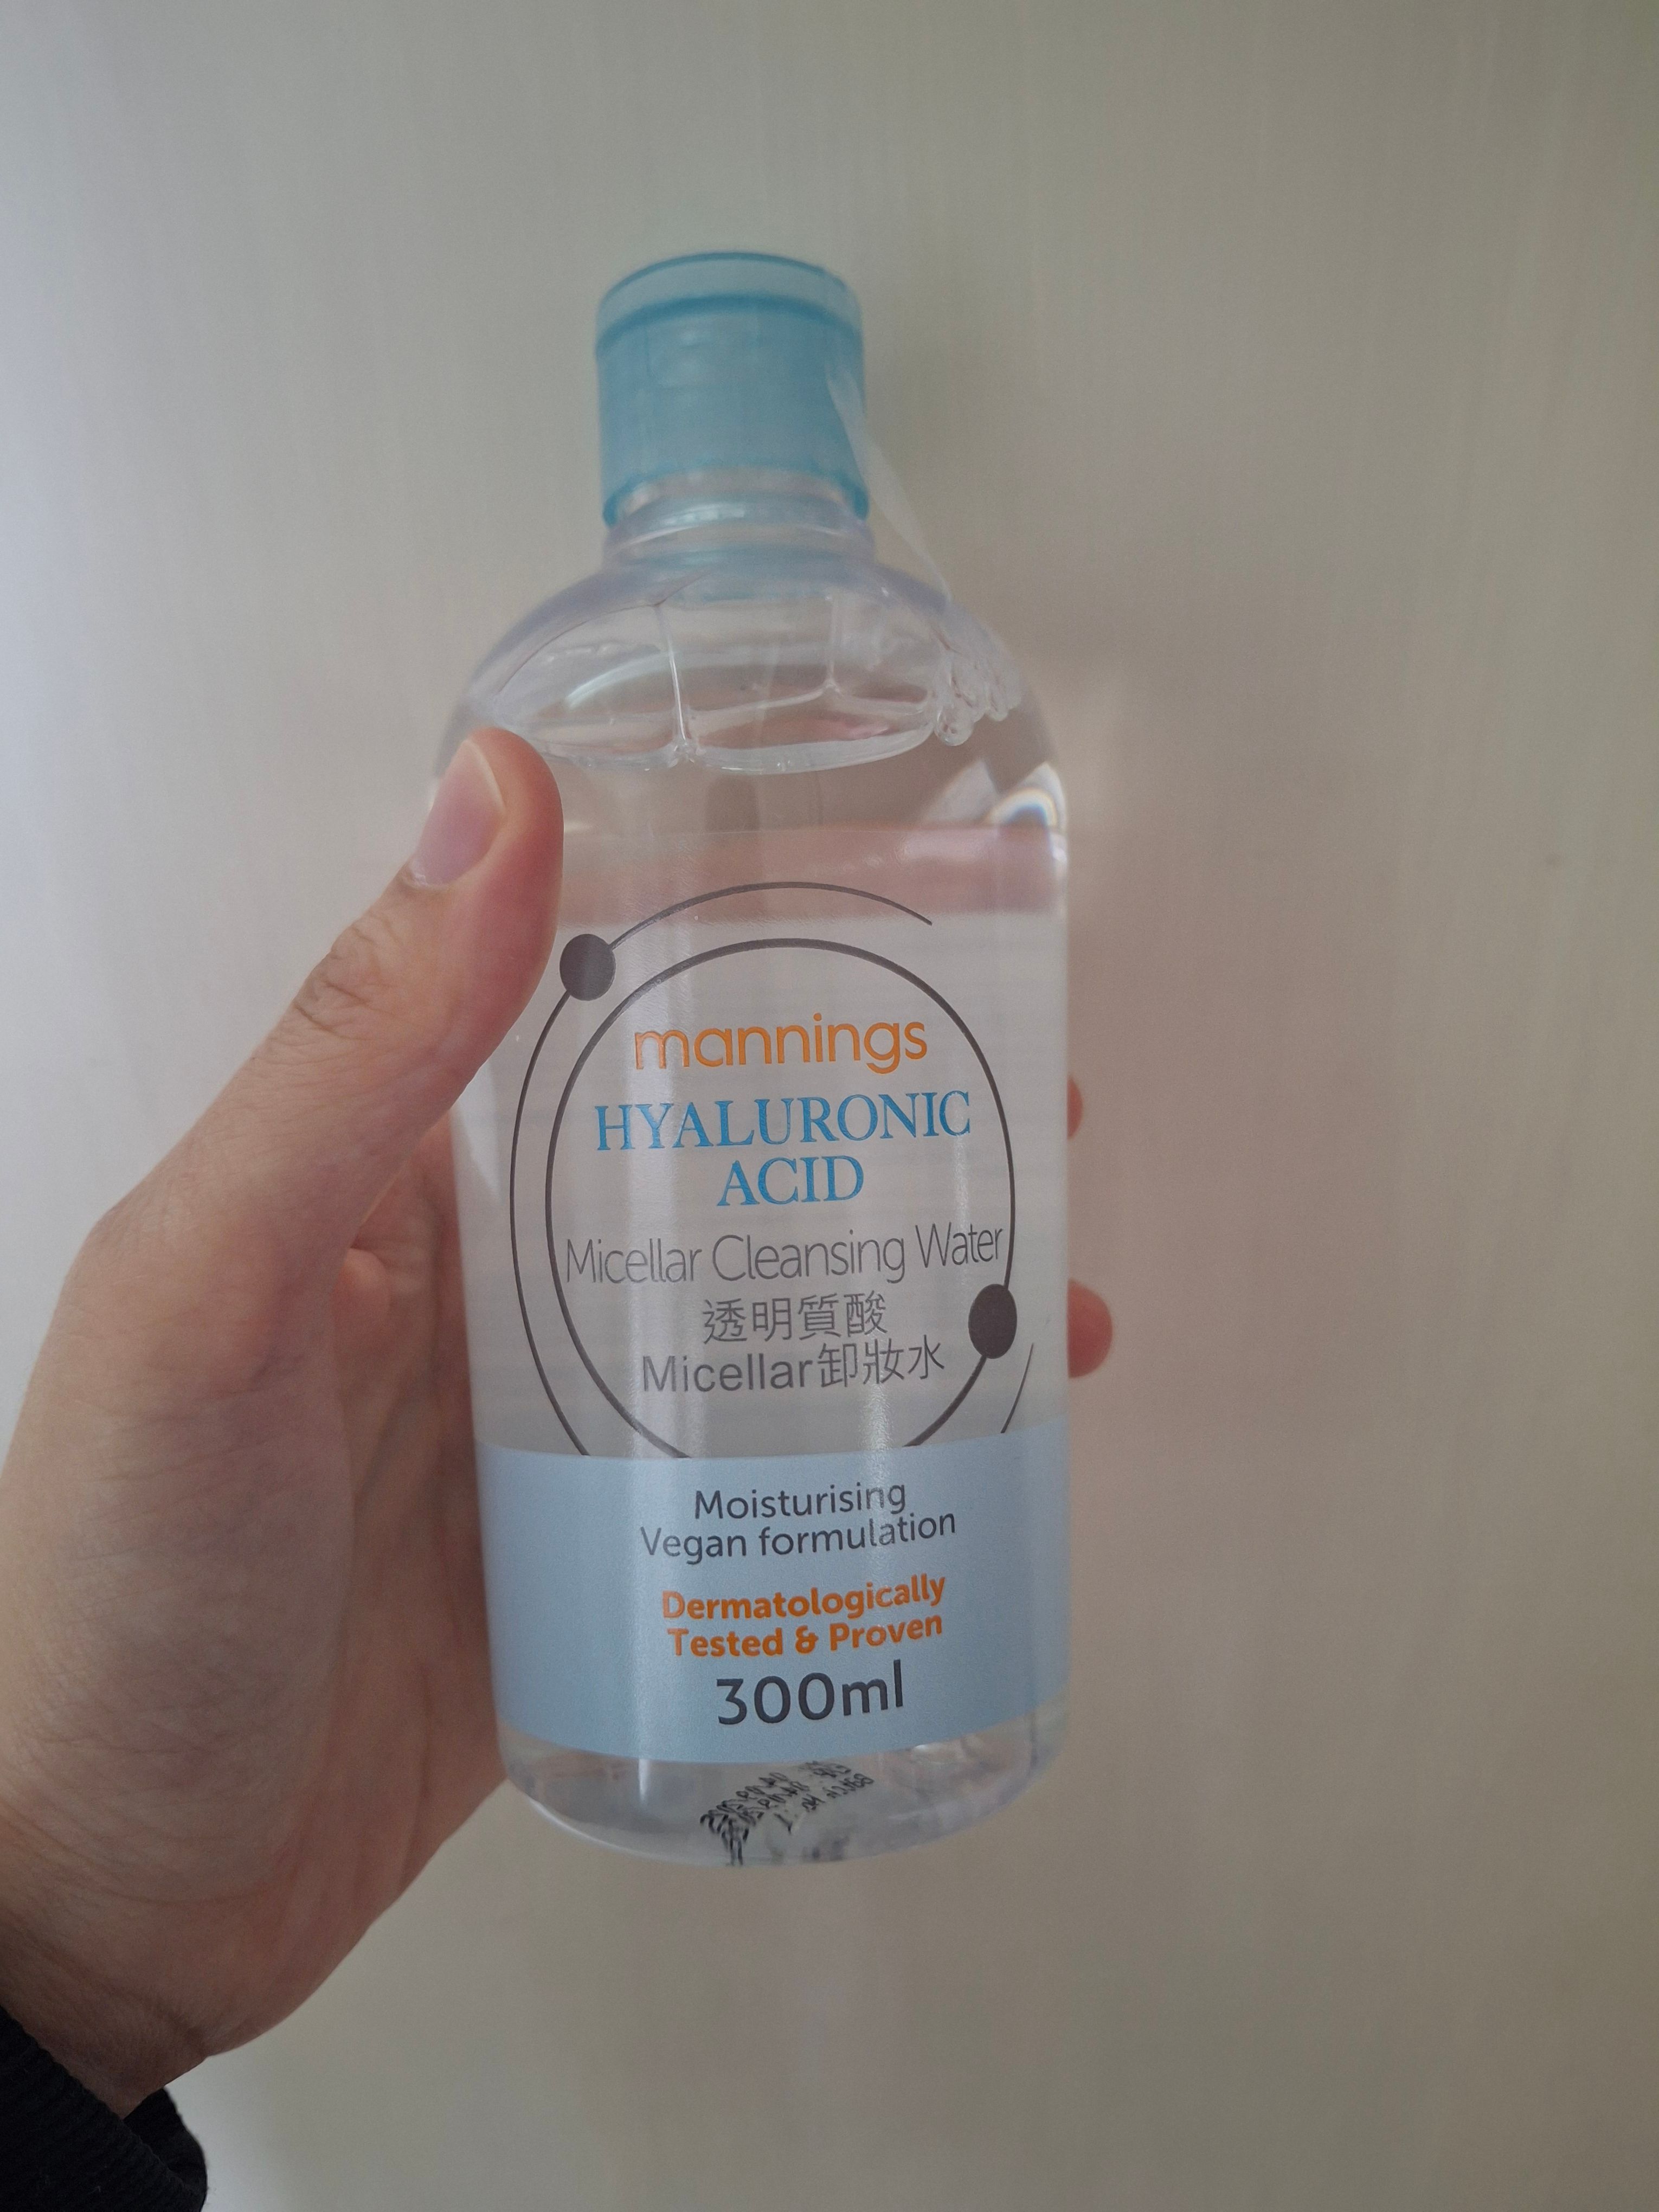 mannings
HYALURONIC
ACID
Micellar Cleansing Water
透明質酸
Micellar卸妝水
Moisturising
Vegan formulation
Dermatologically
Tested & Proven
300ml